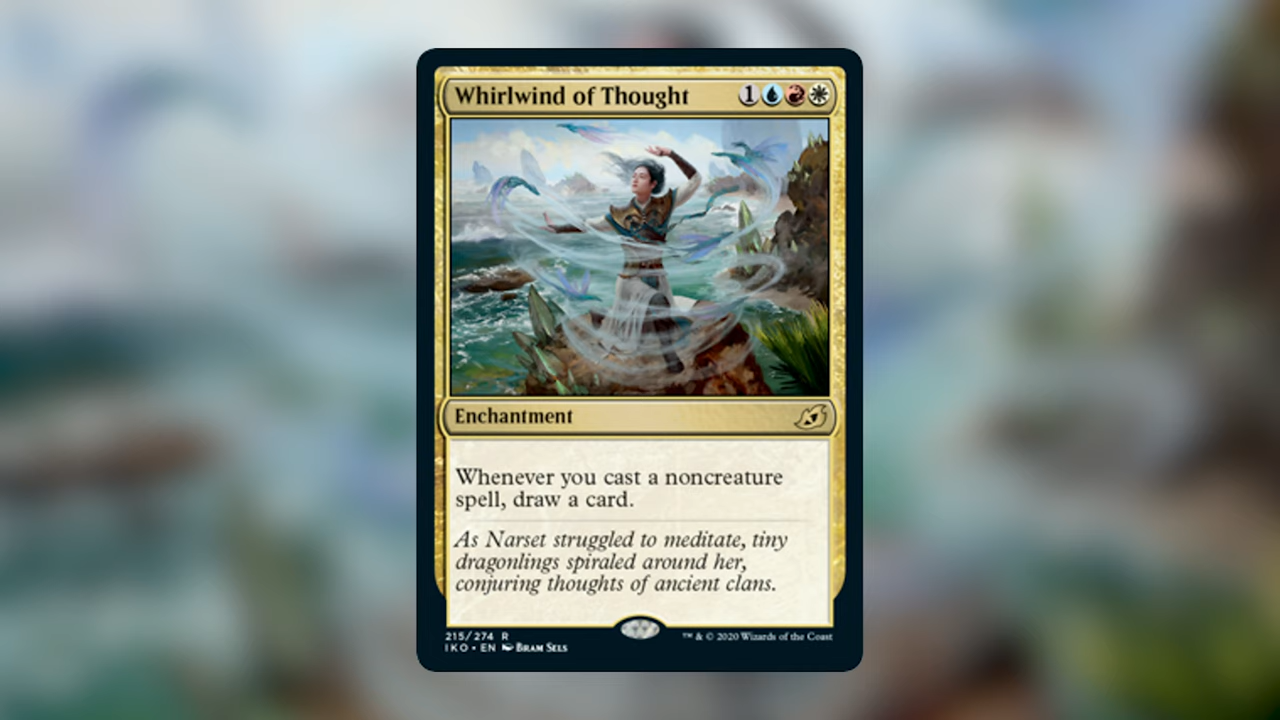 Whirlwind of Thought 1
Enchantment
Whenever you cast a noncreature
spell, draw a card.
As Narset struggled to meditate, tiny
dragonlings spiraled around her,
conjuring thoughts of ancient clans.
215/274 R
™ & © 2020 Wizards of the Coast
IKO • EN Bram Sels